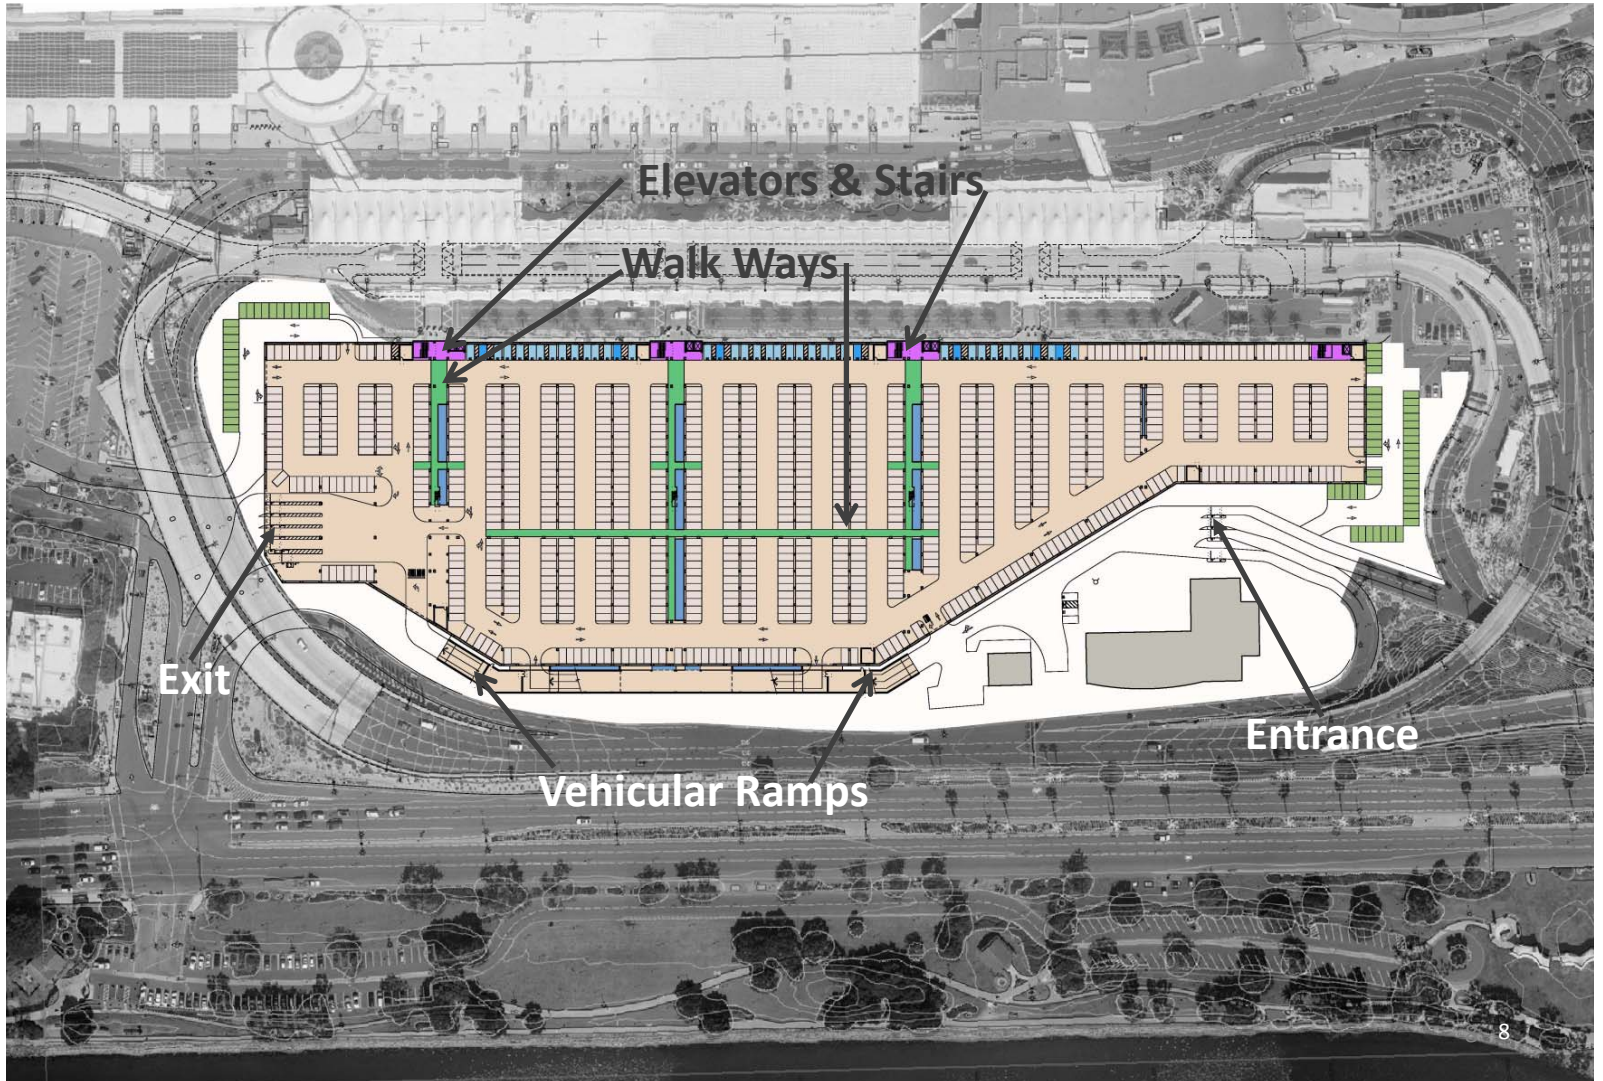 Elevators & Stairs
Walk Ways
Exit
Entrance
Vehicular Ramps
8